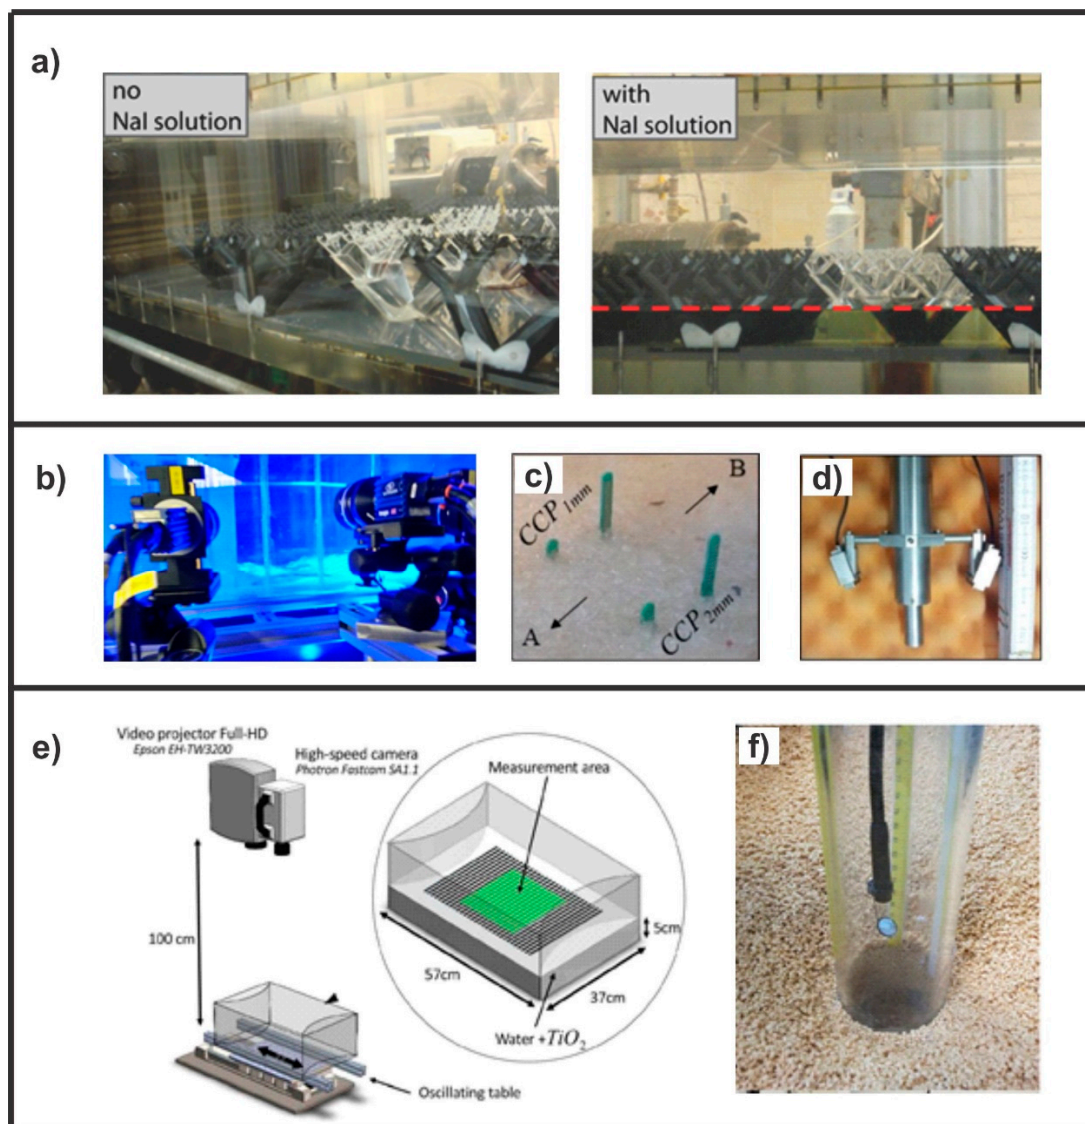 a)
no
NaI solution
with
NaI solution
b)
c)
CCP 1mm
B
A
CCP 2mm
d)
e)
Video projector Full-HD
Epson EH-TW3200
High-speed camera
Photron Fastcam SA1.1
Measurement area
100 cm
5cm
57cm
37cm
Water +TiO2
Oscillating table
f)